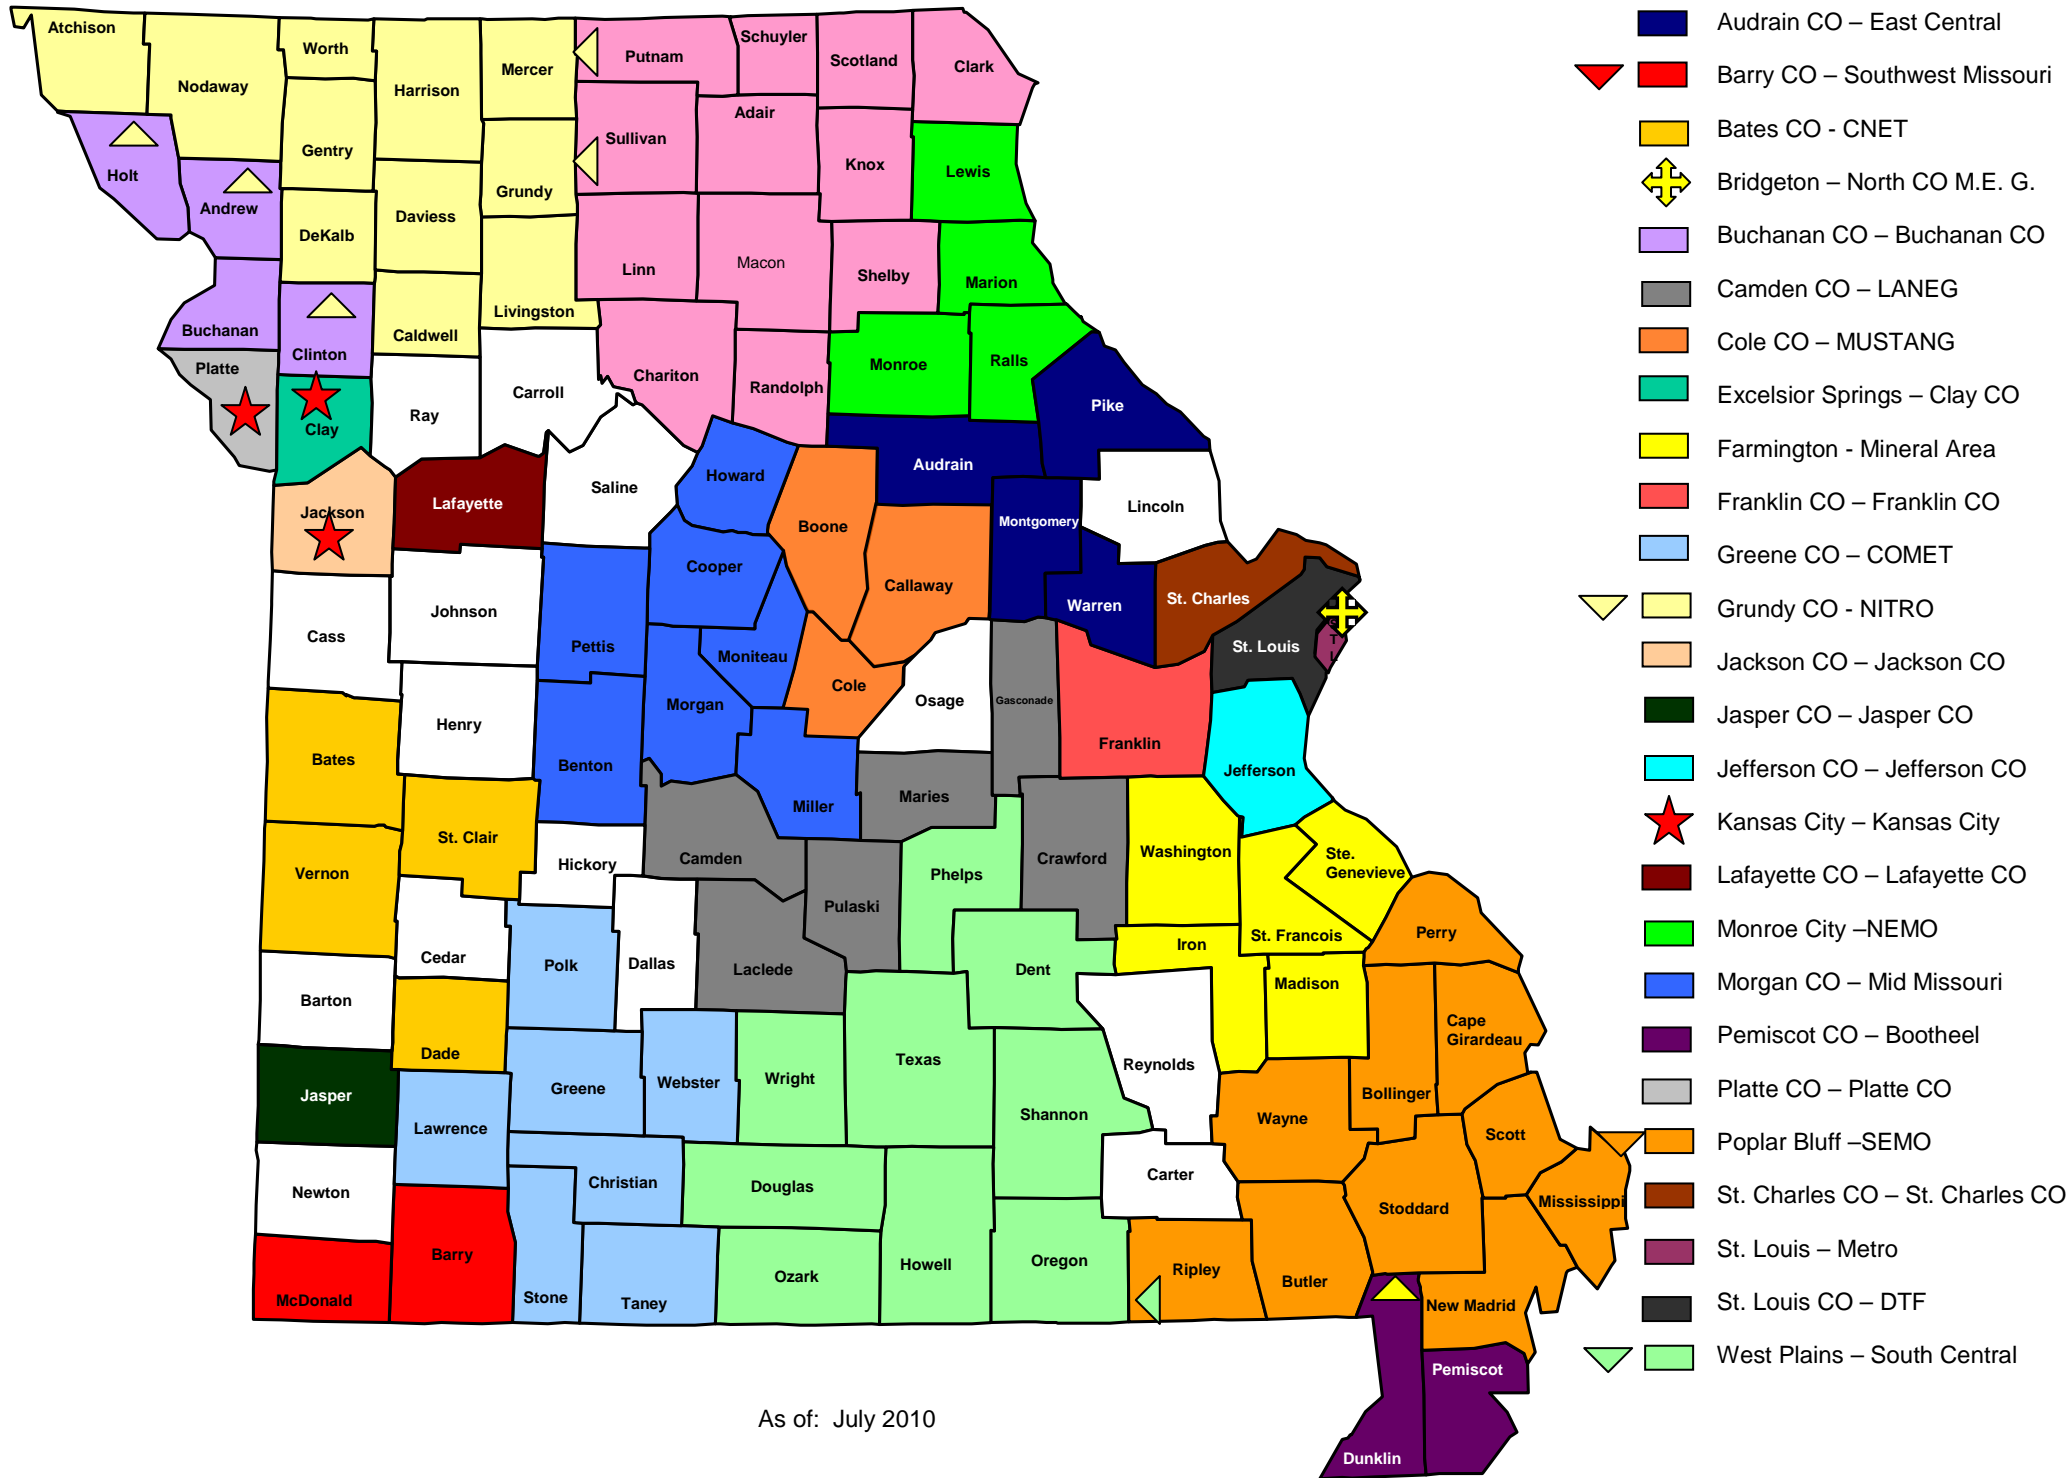 Atchison
Nodaway
Worth
Harrison
Mercer
Putnam
Schuyler
Scotland
Clark
Gentry
Sullivan
Adair
Knox
Lewis
Holt
Andrew
DeKalb
Daviess
Grundy
Linn
Macon
Shelby
Marion
Buchanan
Clinton
Caldwell
Livingston
Chariton
Randolph
Monroe
Ralls
Pike
Platte
Clay
Ray
Carroll
Jackson
Lafayette
Saline
Howard
Boone
Audrain
Montgomery
Lincoln
Cass
Johnson
Pettis
Cooper
Moniteau
Callaway
Warren
St. Charles
St. Louis
T
L
Henry
Benton
Morgan
Cole
Osage
Gasconade
Franklin
Jefferson
Bates
St. Clair
Miller
Maries
Vernon
Hickory
Camden
Pulaski
Phelps
Crawford
Washington
Ste.
Genevieve
Cedar
Polk
Dallas
Laclede
Dent
Iron
St. Francois
Madison
Perry
Barton
Dade
Greene
Webster
Wright
Texas
Shannon
Reynolds
Wayne
Bollinger
Cape
Girardeau
Jasper
Lawrence
Christian
Douglas
Carter
Stoddard
Scott
Mississippi
Newton
McDonald
Barry
Stone
Taney
Ozark
Howell
Oregon
Ripley
Butler
New Madrid
Dunklin
Pemiscot
Audrain CO – East Central
Barry CO – Southwest Missouri
Bates CO - CNET
Bridgeton – North CO M.E. G.
Buchanan CO – Buchanan CO
Camden CO – LANEG
Cole CO – MUSTANG
Excelsior Springs – Clay CO
Farmington - Mineral Area
Franklin CO – Franklin CO
Greene CO – COMET
Grundy CO - NITRO
Jackson CO – Jackson CO
Jasper CO – Jasper CO
Jefferson CO – Jefferson CO
Kansas City – Kansas City
Lafayette CO – Lafayette CO
Monroe City –NEMO
Morgan CO – Mid Missouri
Pemiscot CO – Bootheel
Platte CO – Platte CO
Poplar Bluff –SEMO
St. Charles CO – St. Charles CO
St. Louis – Metro
St. Louis CO – DTF
West Plains – South Central
As of:  July 2010